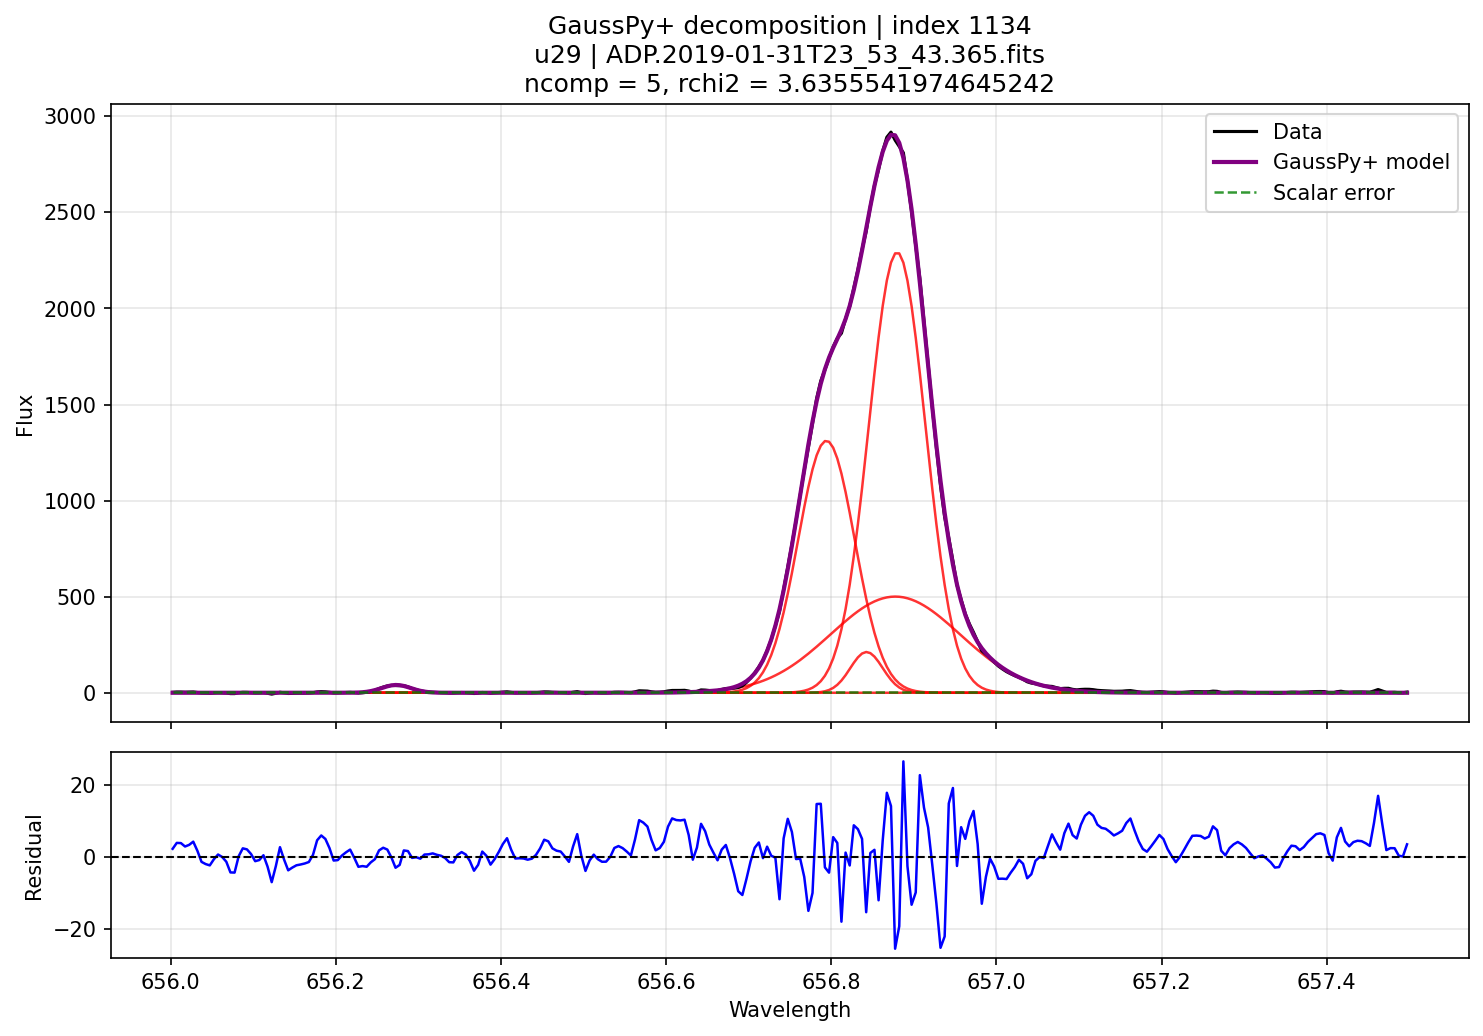 GaussPy+ decomposition | index 1134
u29 | ADP.2019-01-31T23_53_43.365.fits
ncomp = 5, rchi2 = 3.6355541974645242
3000
2500
2000
1500
1000
500
0
Flux
Data
GaussPy+ model
Scalar error
20
0
−20
Residual
656.0
656.2
656.4
656.6
656.8
657.0
657.2
657.4
Wavelength